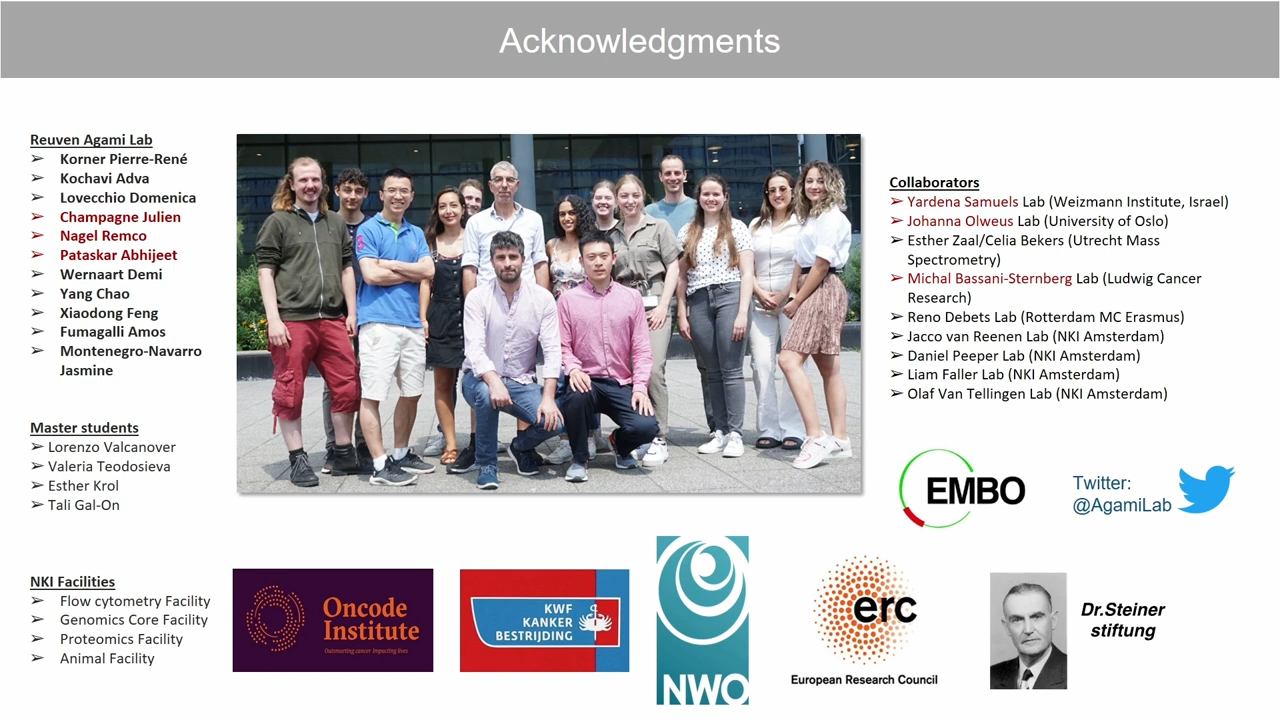 Acknowledgments
Reuven Agami Lab
➢ Korner Pierre-René
➢ Kochavi Adva
➢ Lovecchio Domenica
➢ Champagne Julien
➢ Nagel Remco
➢ Pataskar Abhijeet
➢ Wernaart Demi
➢ Yang Chao
➢ Xiaodong Feng
➢ Fumagalli Amos
➢ Montenegro-Navarro
Jasmine
Master students
➢ Lorenzo Valcanover
➢ Valeria Teodosieva
➢ Esther Krol
➢ Tali Gal-On
NKI Facilities
➢ Flow cytometry Facility
➢ Genomics Core Facility
➢ Proteomics Facility
➢ Animal Facility
Collaborators
➢ Yardena Samuels Lab (Weizmann Institute, Israel)
➢ Johanna Olweus Lab (University of Oslo)
➢ Esther Zaal/Celia Bekers (Utrecht Mass
Spectrometry)
➢ Michal Bassani-Sternberg Lab (Ludwig Cancer
Research)
➢ Reno Debets Lab (Rotterdam MC Erasmus)
➢ Jacco van Reenen Lab (NKI Amsterdam)
➢ Daniel Peeper Lab (NKI Amsterdam)
➢ Liam Faller Lab (NKI Amsterdam)
➢ Olaf Van Tellingen Lab (NKI Amsterdam)
EMBO
Twitter:
@AgamiLab
Oncode
Institute
Outsmarting cancer Impacting lives
KWF
KANKER
BESTRIJDING
NWO
erc
European Research Council
Dr.Steiner
stiftung